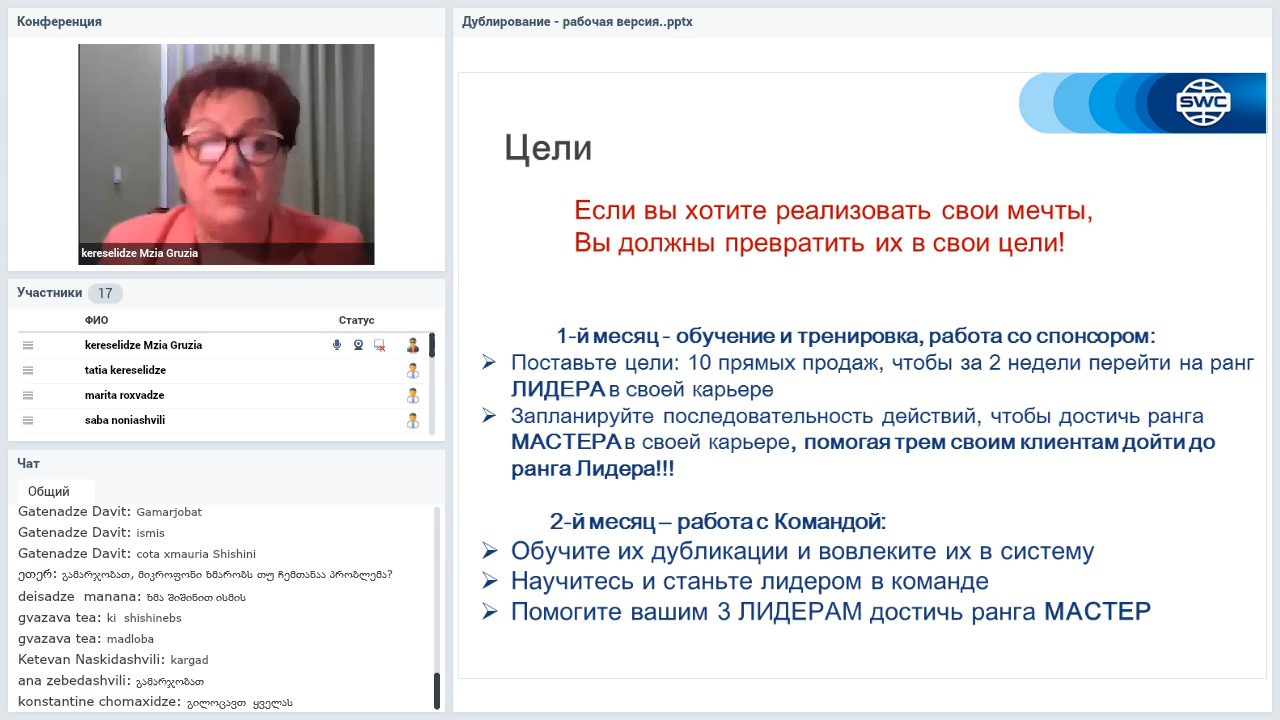 Конференция
kereselidze Mzia Gruzia
Участники 17
ФИО Статус
kereselidze Mzia Gruzia
tatia kereselidze
marita roxvadze
saba noniashvili
Чат
Общий
Gatenadze Davit: Gamarjobat
Gatenadze Davit: ismis
Gatenadze Davit: cota xmauria Shishini
ეთერ: გამარჯობათ, მიკროფონი ხმარობს თუ ჩემთანაა პრობლემა?
deisadze manana: ხმა შიშინით ისმის
gvazava tea: ki shishinebs
gvazava tea: madloba
Ketevan Naskidashvili: kargad
ana zebedashvili: გამარჯობათ
konstantine chomaxidze: გილოცავთ ყველას
Дублирование - рабочая версия..pptx
SWC
Цели
Если вы хотите реализовать свои мечты,
Вы должны превратить их в свои цели!
1-й месяц - обучение и тренировка, работа со спонсором:
Поставьте цели: 10 прямых продаж, чтобы за 2 недели перейти на ранг
ЛИДЕРА в своей карьере
Запланируйте последовательность действий, чтобы достичь ранга
МАСТЕРА в своей карьере, помогая трем своим клиентам дойти до
ранга Лидера!!!
2-й месяц – работа с Командой:
Обучите их дубликации и вовлеките их в систему
Научитесь и станьте лидером в команде
Помогите вашим 3 ЛИДЕРАМ достичь ранга МАСТЕР